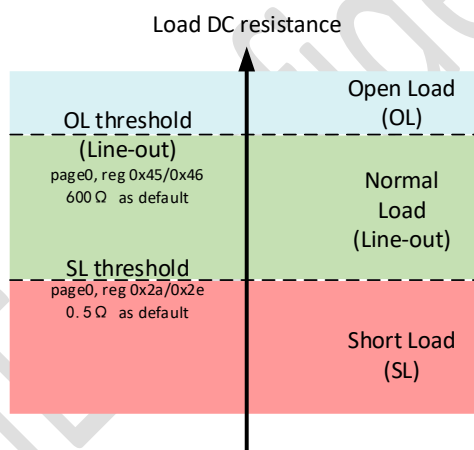 Load DC resistance
OL threshold
(Line-out)
page0, reg 0x45/0x46
600Ω as default
Open Load
(OL)
Normal
Load
(Line-out)
SL threshold
page0, reg 0x2a/0x2e
0.5Ω as default
Short Load
(SL)